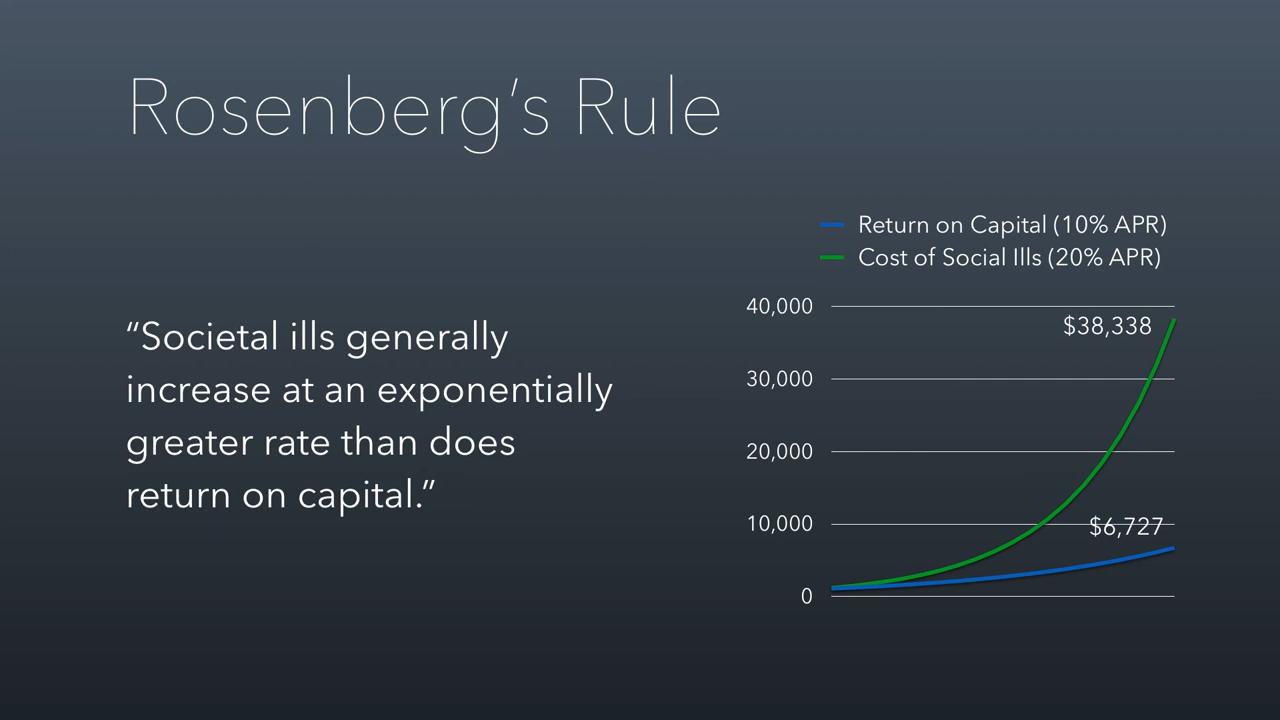 Rosenberg’s Rule
“Societal ills generally
increase at an exponentially
greater rate than does
return on capital.”
Return on Capital (10% APR)
Cost of Social Ills (20% APR)
40,000
$38,338
30,000
20,000
10,000
$6,727
0